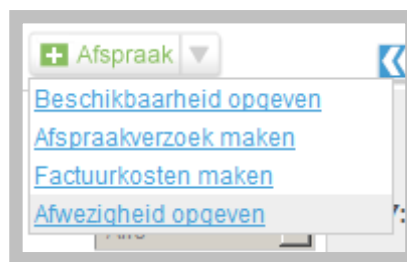 Afspraak
Beschikbaarheid opgeven
Afspraakverzoek maken
Factuurkosten maken
Afwezigheid opgeven